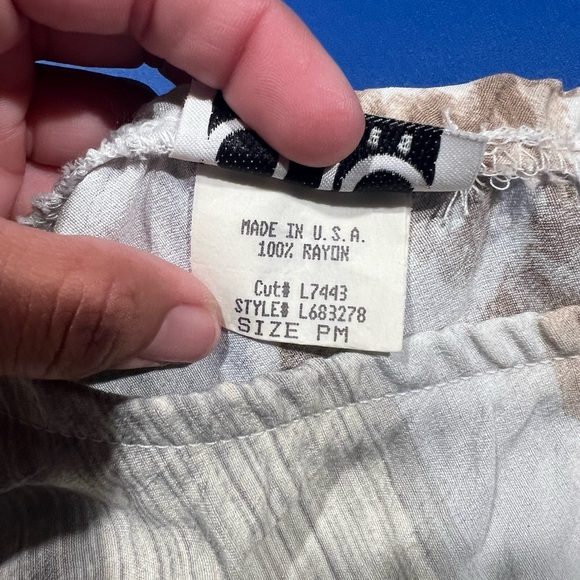 MADE IN U.S.A.
100% RAYON
Cut# L7443
STYLE# L683278
SIZE PM